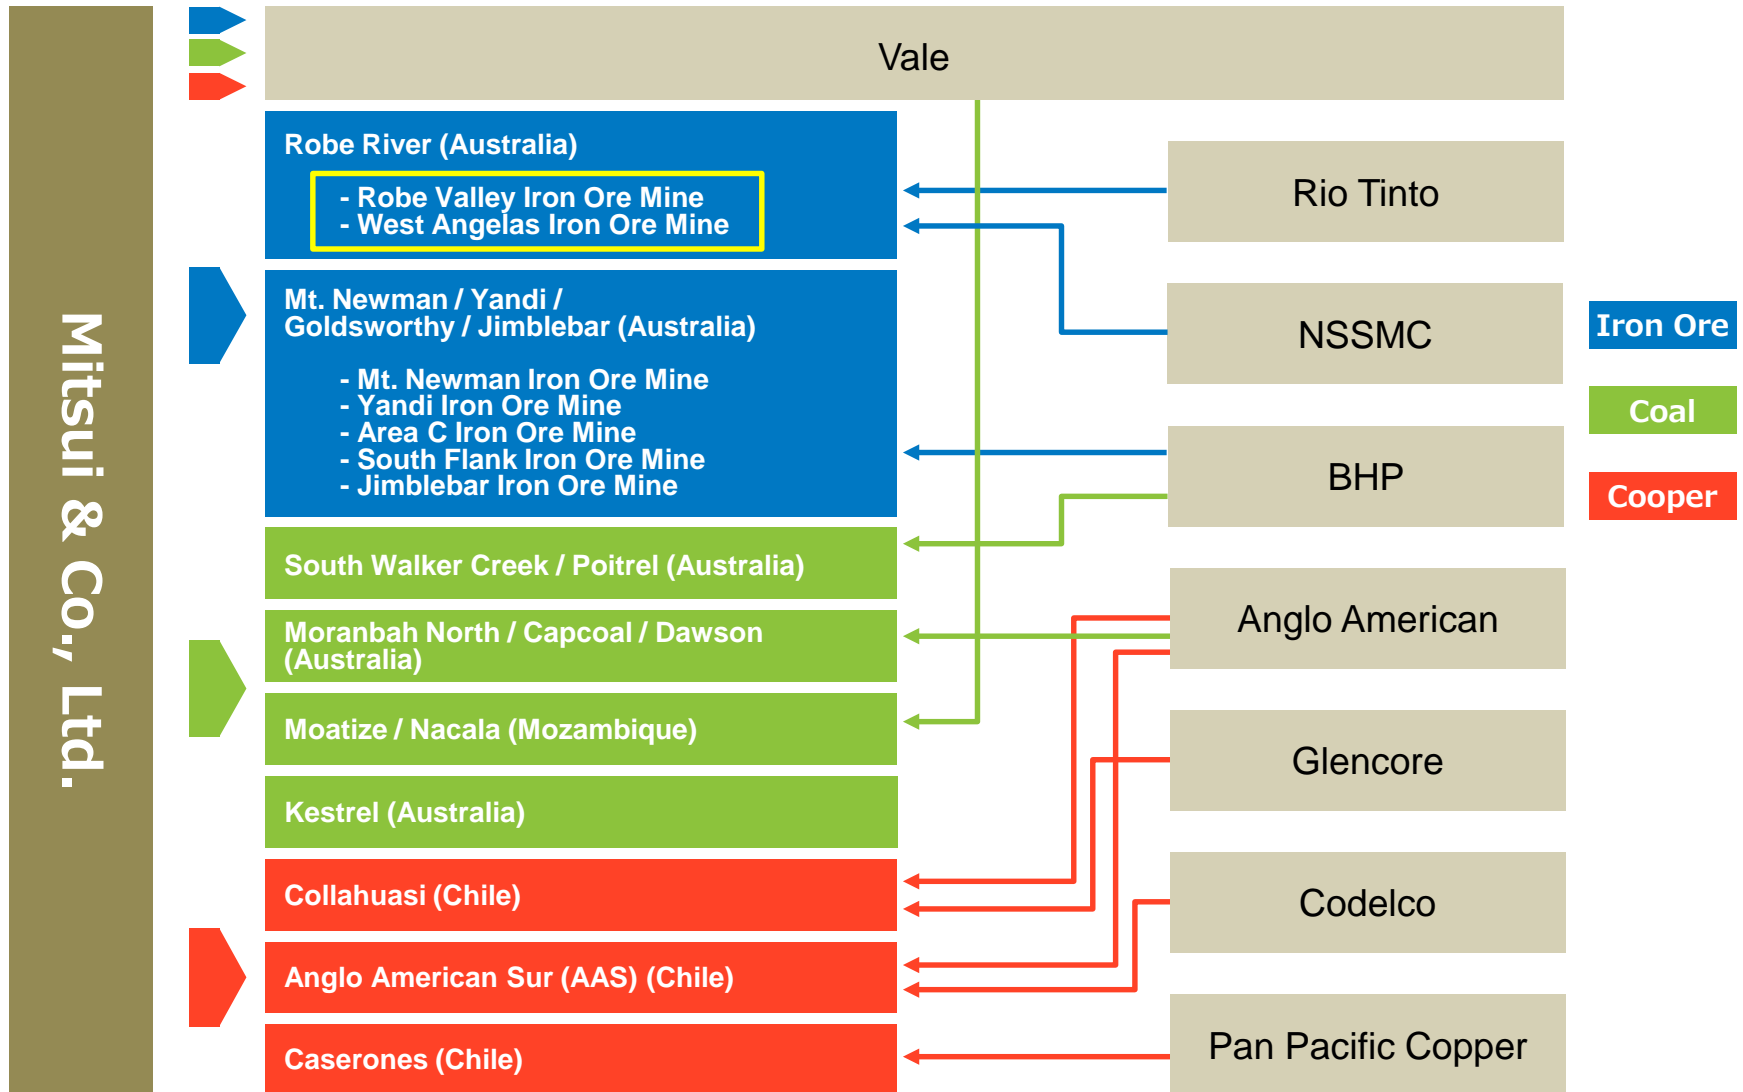 Mitsui & Co., Ltd.
Vale
Robe River (Australia)
- Robe Valley Iron Ore Mine
- West Angelas Iron Ore Mine
Mt. Newman / Yandi /
Goldsworthy / Jimblebar (Australia)
- Mt. Newman Iron Ore Mine
- Yandi Iron Ore Mine
- Area C Iron Ore Mine
- South Flank Iron Ore Mine
- Jimblebar Iron Ore Mine
South Walker Creek / Poitrel (Australia)
Moranbah North / Capcoal / Dawson
(Australia)
Moatize / Nacala (Mozambique)
Kestrel (Australia)
Collahuasi (Chile)
Anglo American Sur (AAS) (Chile)
Caserones (Chile)
Rio Tinto
NSSMC
BHP
Anglo American
Glencore
Codelco
Pan Pacific Copper
Iron Ore
Coal
Cooper